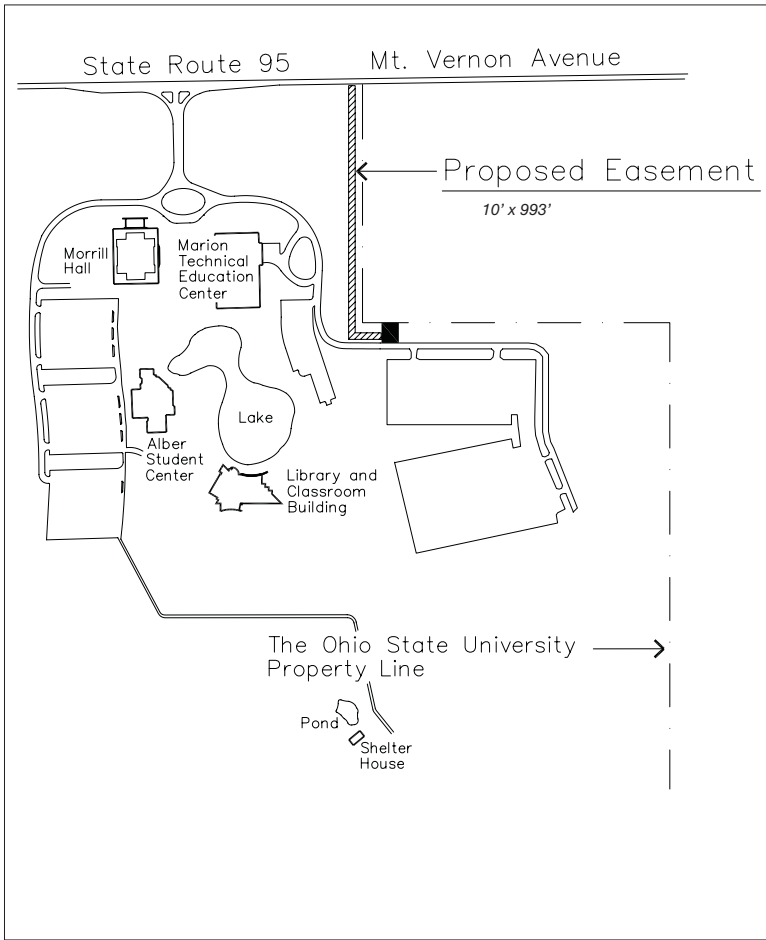 State Route 95
Mt. Vernon Avenue
Proposed Easement
10' x 993'
Morrill
Hall
Marion
Technical
Education
Center
Lake
Alber
Student
Center
Library and
Classroom
Building
The Ohio State University
Property Line
Pond
Shelter
House